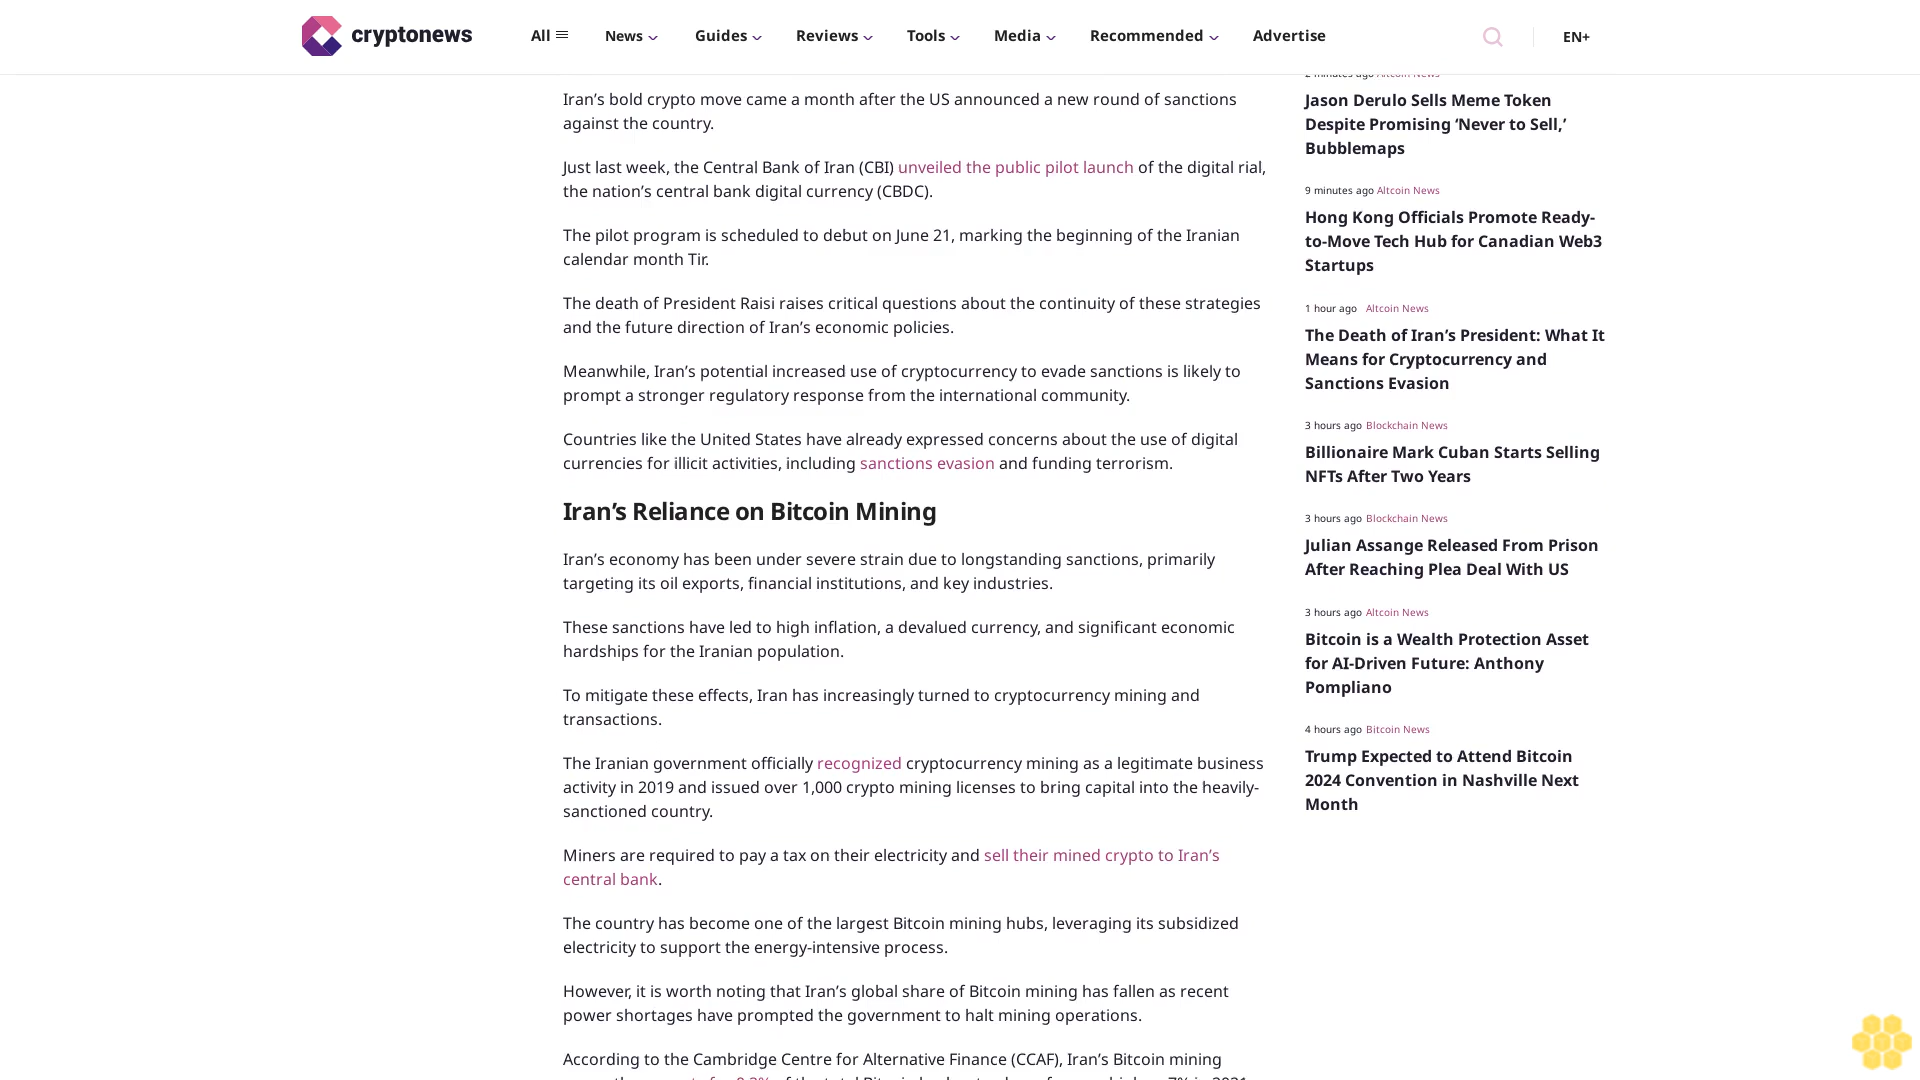 cryptonews
All
News
Guides
Reviews
Tools
Media
Recommended
Advertise
EN+
Iran’s bold crypto move came a month after the US announced a new round of sanctions
against the country.
Just last week, the Central Bank of Iran (CBI) unveiled the public pilot launch of the digital rial,
the nation’s central bank digital currency (CBDC).
The pilot program is scheduled to debut on June 21, marking the beginning of the Iranian
calendar month Tir.
The death of President Raisi raises critical questions about the continuity of these strategies
and the future direction of Iran’s economic policies.
Meanwhile, Iran’s potential increased use of cryptocurrency to evade sanctions is likely to
prompt a stronger regulatory response from the international community.
Countries like the United States have already expressed concerns about the use of digital
currencies for illicit activities, including sanctions evasion and funding terrorism.
Iran’s Reliance on Bitcoin Mining
Iran’s economy has been under severe strain due to longstanding sanctions, primarily
targeting its oil exports, financial institutions, and key industries.
These sanctions have led to high inflation, a devalued currency, and significant economic
hardships for the Iranian population.
To mitigate these effects, Iran has increasingly turned to cryptocurrency mining and
transactions.
The Iranian government officially recognized cryptocurrency mining as a legitimate business
activity in 2019 and issued over 1,000 crypto mining licenses to bring capital into the heavily-
sanctioned country.
Miners are required to pay a tax on their electricity and sell their mined crypto to Iran’s
central bank.
The country has become one of the largest Bitcoin mining hubs, leveraging its subsidized
electricity to support the energy-intensive process.
However, it is worth noting that Iran’s global share of Bitcoin mining has fallen as recent
power shortages have prompted the government to halt mining operations.
According to the Cambridge Centre for Alternative Finance (CCAF), Iran’s Bitcoin mining
Jason Derulo Sells Meme Token
Despite Promising ‘Never to Sell,’
Bubblemaps
9 minutes ago Altcoin News
Hong Kong Officials Promote Ready-
to-Move Tech Hub for Canadian Web3
Startups
1 hour ago Altcoin News
The Death of Iran’s President: What It
Means for Cryptocurrency and
Sanctions Evasion
3 hours ago Blockchain News
Billionaire Mark Cuban Starts Selling
NFTs After Two Years
3 hours ago Blockchain News
Julian Assange Released From Prison
After Reaching Plea Deal With US
3 hours ago Altcoin News
Bitcoin is a Wealth Protection Asset
for AI-Driven Future: Anthony
Pompliano
4 hours ago Bitcoin News
Trump Expected to Attend Bitcoin
2024 Convention in Nashville Next
Month